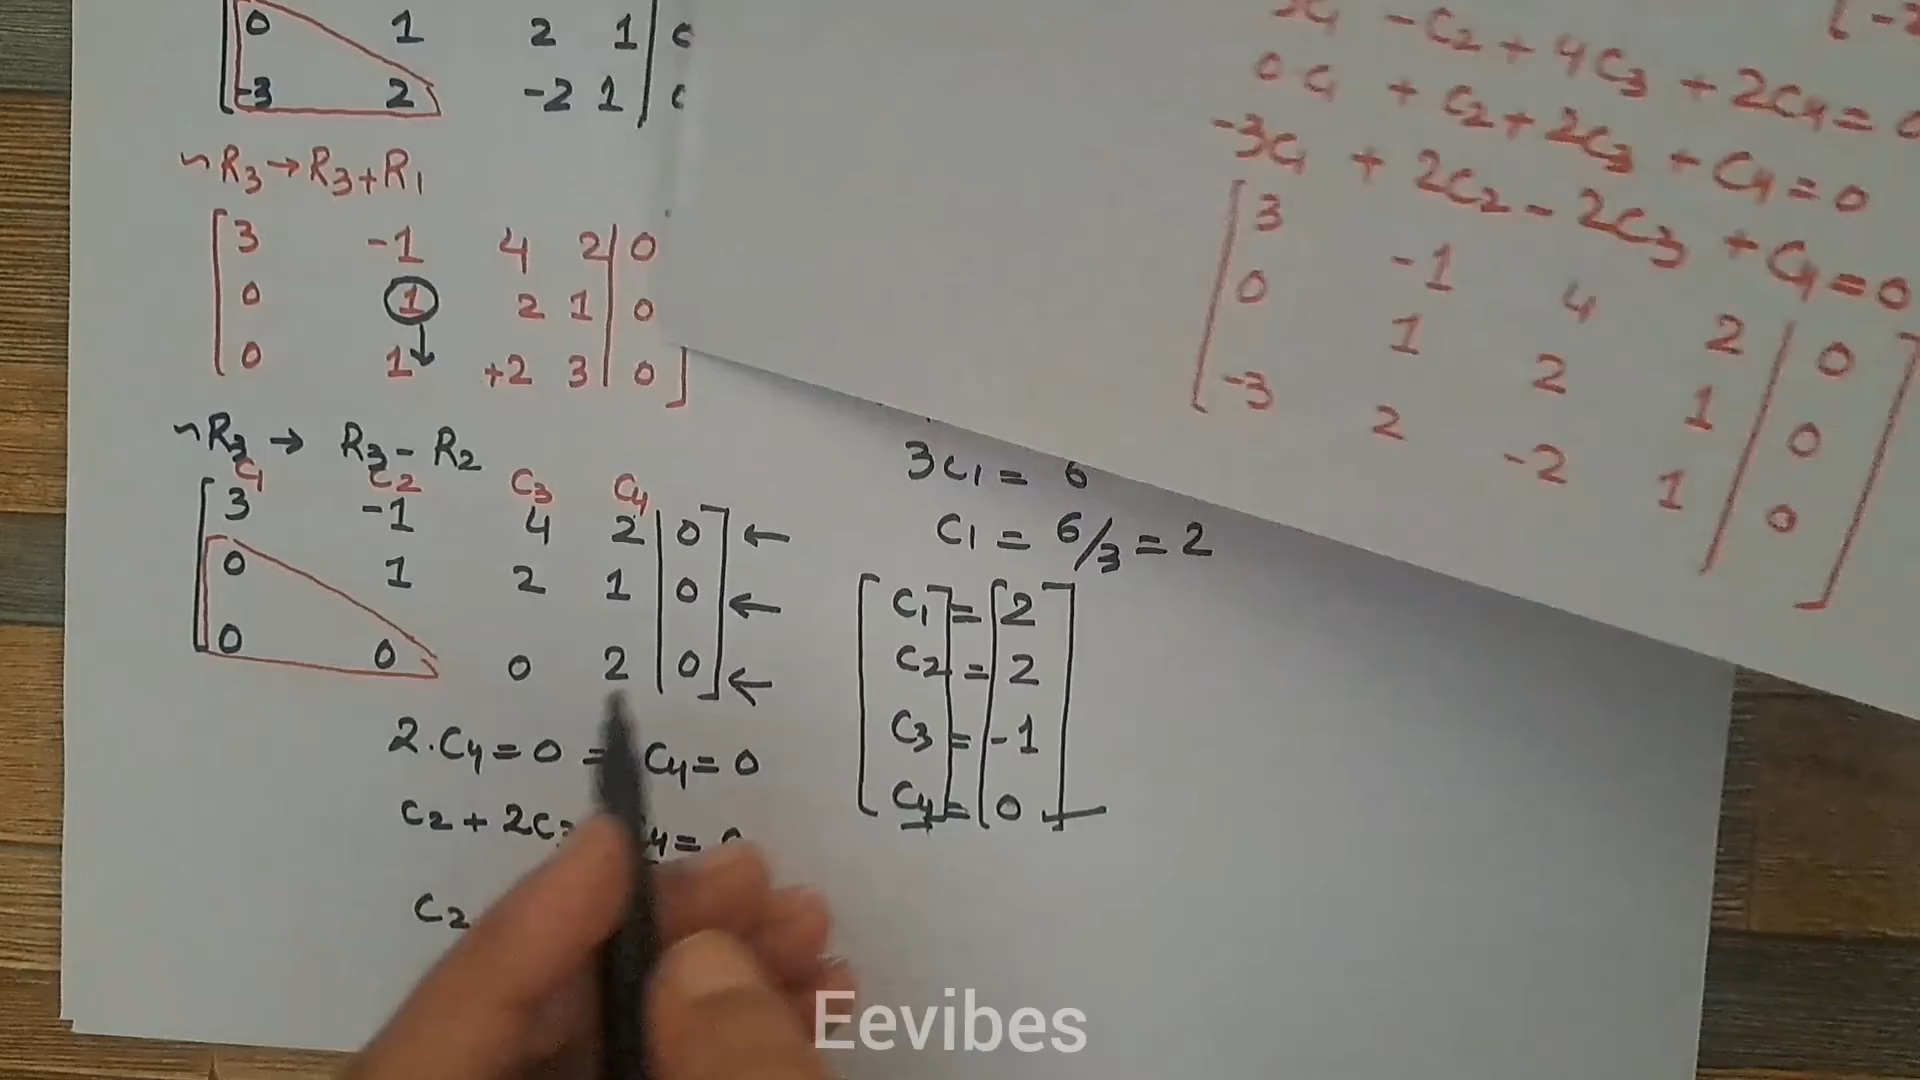 0 1 2 1 | 0
-3 2 -2 1 |
~R3→R3+R1
3 -1 4 2 | 0
0 1 2 1 | 0
0 1 +2 3 | 0
~R3 → R3 - R2
C1 C2 C3 C4
3 -1 4 2 | 0 ←
0 1 2 1 | 0 ←
0 0 0 2 | 0 ←
2.C4=0 = C4=0
C2 + 2C3 C4=
C2
-C2 + 4C3 + 2C4 = 0
0C1 + C2 + 2C3 + C4 = 0
-3C1 + 2C2 - 2C3 + C4 = 0
3 -1 4 2 | 0
0 1 2 1 | 0
-3 2 -2 1 | 0
3C1 = 6
C1 = 6/3 = 2
C1 = 2
C2 = 2
C3 = -1
C4 = 0
Eevibes